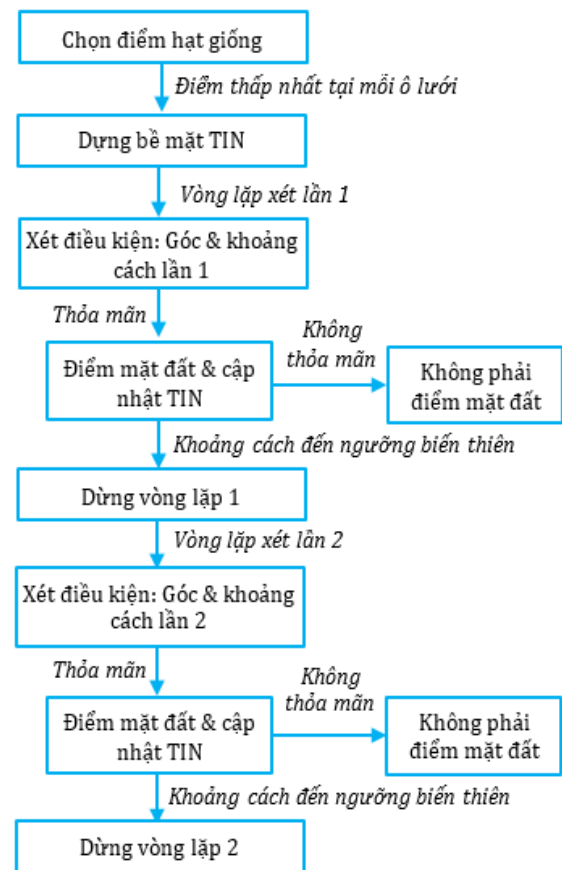 Chọn điểm hạt giống
Điểm thấp nhất tại mỗi ô lưới
Dựng bề mặt TIN
Vòng lặp xét lần 1
Xét điều kiện: Góc & khoảng
cách lần 1
Thỏa mãn
Không
thỏa mãn
Điểm mặt đất & cập
nhật TIN
Không phải
điểm mặt đất
Khoảng cách đến ngưỡng biến thiên
Dừng vòng lặp 1
Vòng lặp xét lần 2
Xét điều kiện: Góc & khoảng
cách lần 2
Thỏa mãn
Không
thỏa mãn
Điểm mặt đất & cập
nhật TIN
Không phải
điểm mặt đất
Khoảng cách đến ngưỡng biến thiên
Dừng vòng lặp 2